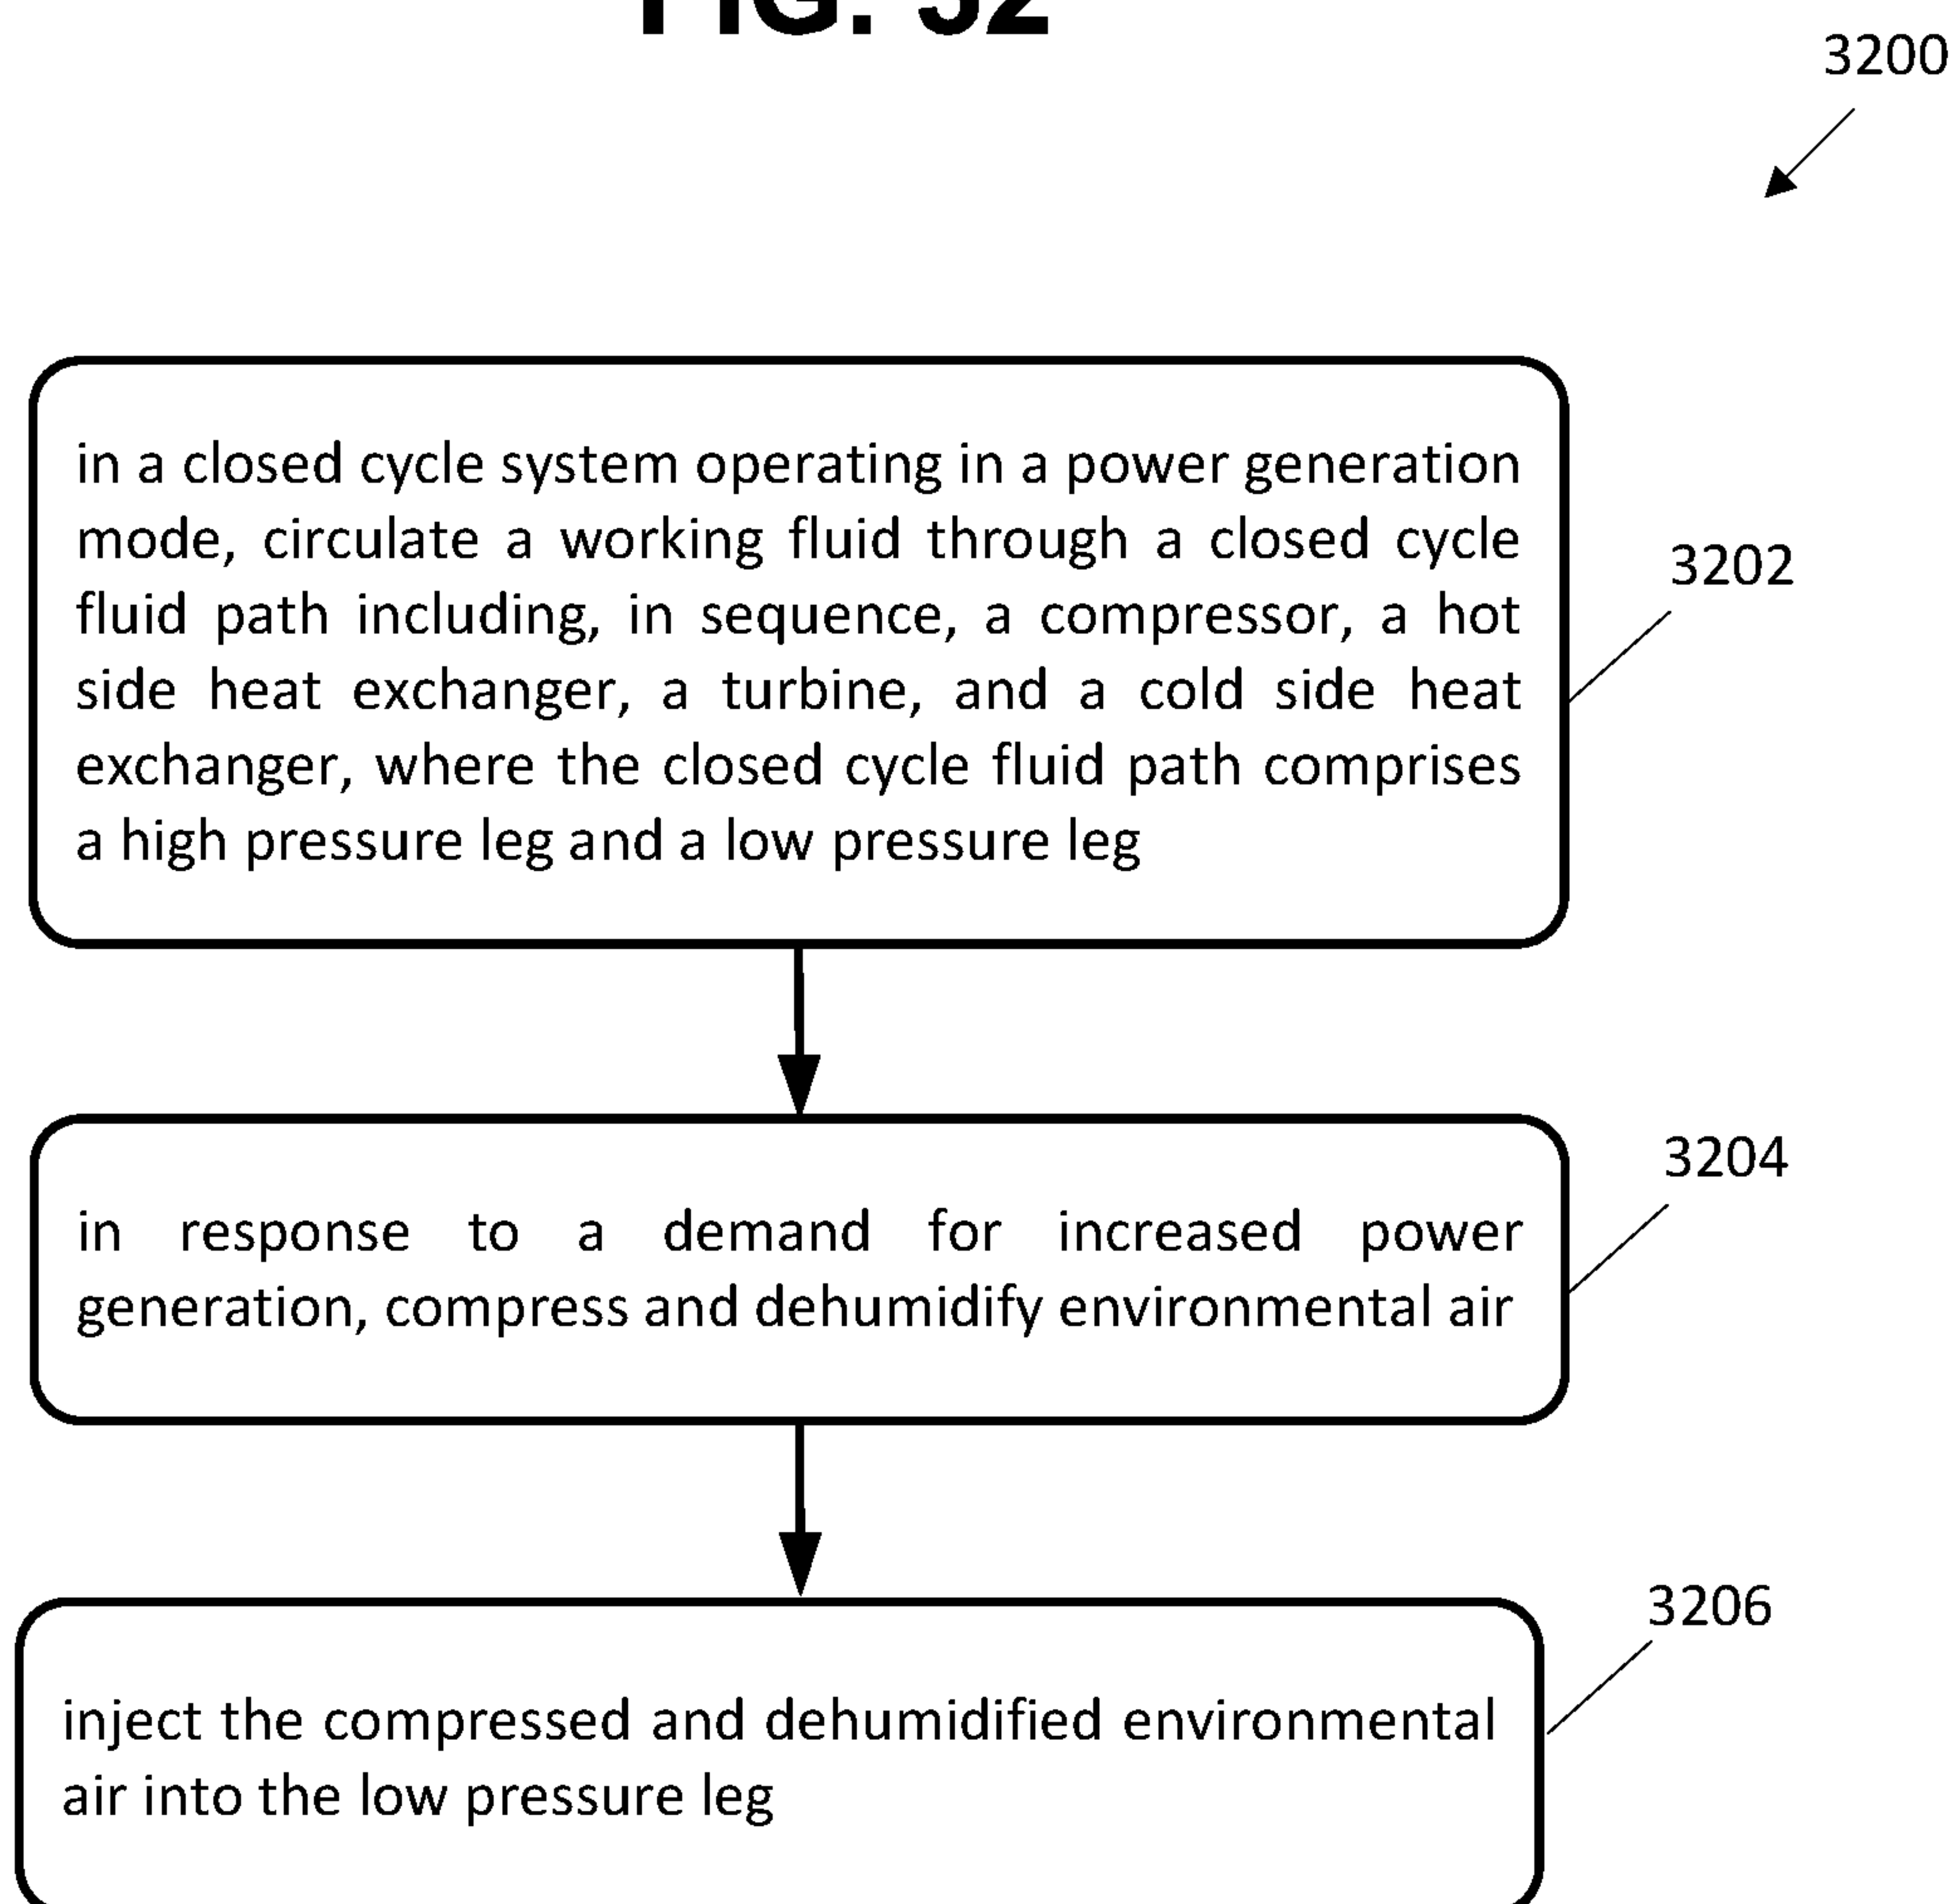 FIG. 32
3200
in a closed cycle system operating in a power generation
mode, circulate a working fluid through a closed cycle
fluid path including, in sequence, a compressor, a hot
side heat exchanger, a turbine, and a cold side heat
exchanger, where the closed cycle fluid path comprises
a high pressure leg and a low pressure leg
3202
in response to a demand for increased power
generation, compress and dehumidify environmental air
3204
inject the compressed and dehumidified environmental
air into the low pressure leg
3206